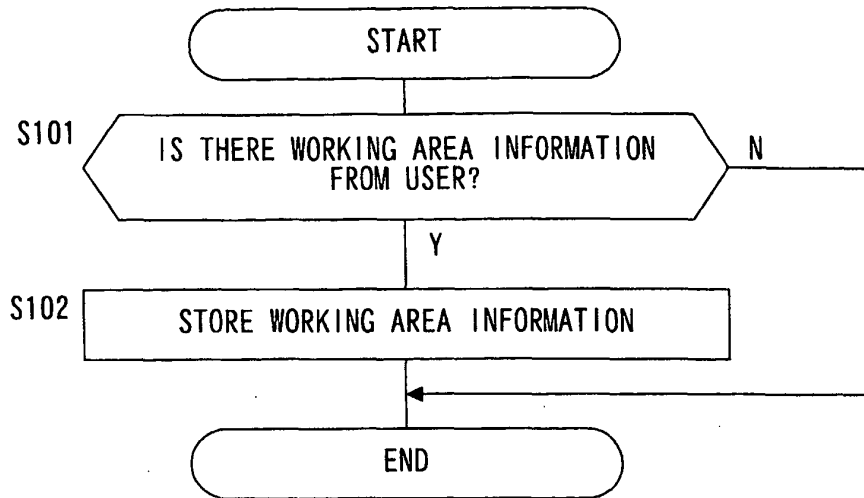 START
S101
IS THERE WORKING AREA INFORMATION
FROM USER?
N
Y
S102
STORE WORKING AREA INFORMATION
END